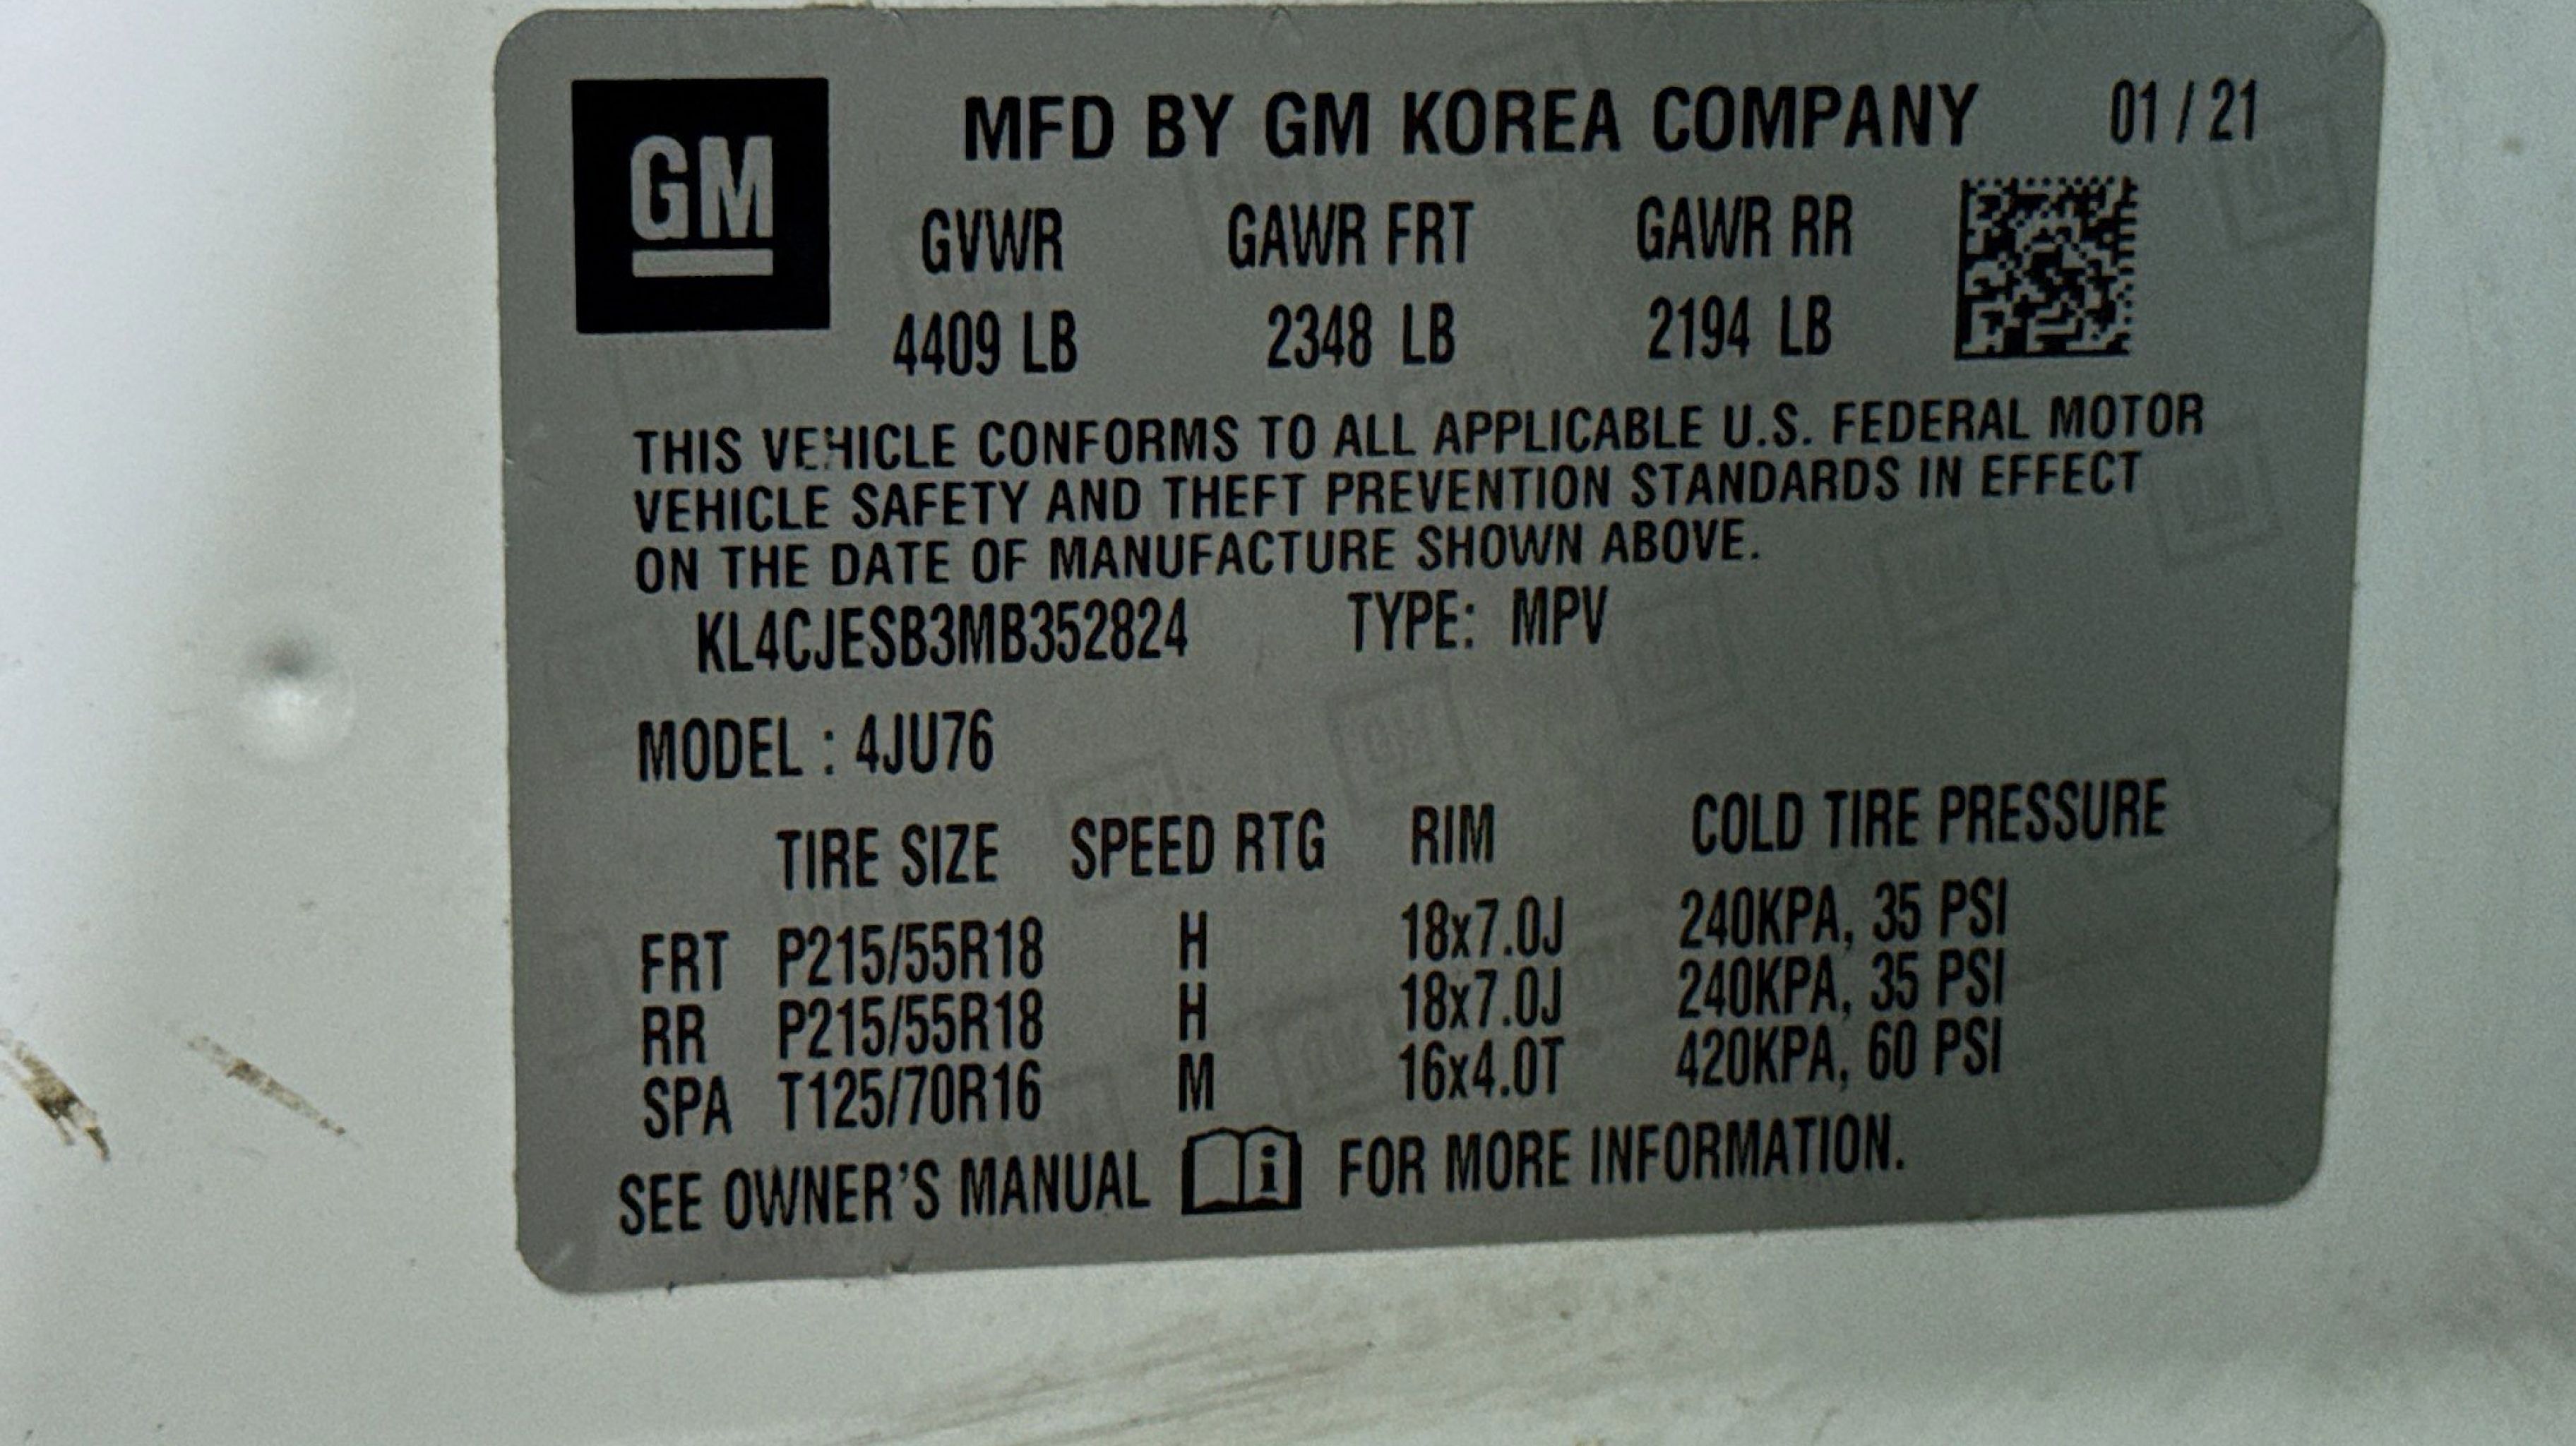 GM
MFD BY GM KOREA COMPANY 01 / 21
GVWR GAWR FRT GAWR RR
4409 LB 2348 LB 2194 LB
THIS VEHICLE CONFORMS TO ALL APPLICABLE U.S. FEDERAL MOTOR
VEHICLE SAFETY AND THEFT PREVENTION STANDARDS IN EFFECT
ON THE DATE OF MANUFACTURE SHOWN ABOVE.
KL4CJESB3MB352824 TYPE: MPV
MODEL : 4JU76
TIRE SIZE SPEED RTG RIM COLD TIRE PRESSURE
FRT P215/55R18 H 18x7.0J 240KPA, 35 PSI
RR P215/55R18 H 18x7.0J 240KPA, 35 PSI
SPA T125/70R16 M 16x4.0T 420KPA, 60 PSI
SEE OWNER'S MANUAL i FOR MORE INFORMATION.